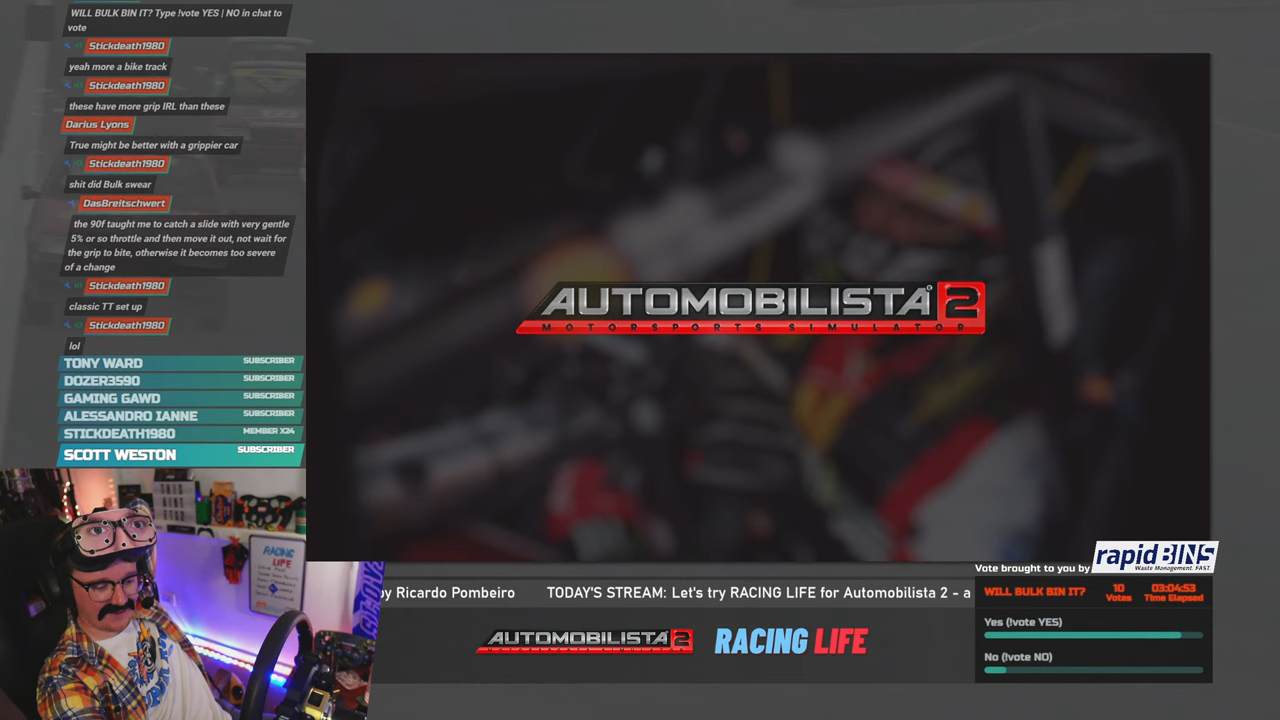 WILL BULK BIN IT? Type !vote YES | NO in chat to
vote
Stickdeath1980
yeah more a bike track
Stickdeath1980
these have more grip IRL than these
Darius Lyons
True might be better with a grippier car
Stickdeath1980
shit did Bulk swear
DasBreitschwert
the 90f taught me to catch a slide with very gentle
5% or so throttle and then move it out, not wait for
the grip to bite, otherwise it becomes too severe
of a change
Stickdeath1980
classic TT set up
Stickdeath1980
lol
TONY WARD SUBSCRIBER
DOZER3590 SUBSCRIBER
GAMING GAWD SUBSCRIBER
ALESSANDRO IANNE SUBSCRIBER
STICKDEATH1980 MEMBER X24
SCOTT WESTON SUBSCRIBER
AUTOMOBILISTA 2
MOTORSPORTS SIMULATOR
THIS
AINT
RACING
LIFE
by Ricardo Pombeiro TODAY'S STREAM: Let's try RACING LIFE for Automobilista 2 - a
AUTOMOBILISTA 2
RACING LIFE
Vote brought to you by
rapidBINS
Waste Management. FAST.
WILL BULK BIN IT? 10 Votes 03:04:53 Time Elapsed
Yes (!vote YES)
No (!vote NO)